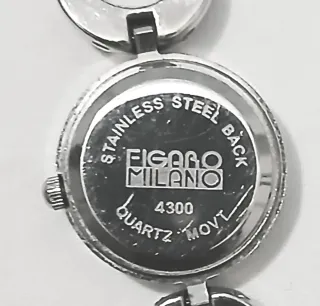 STAINLESS STEEL BACK
FIGARO
MILANO
4300
QUARTZ MOVT